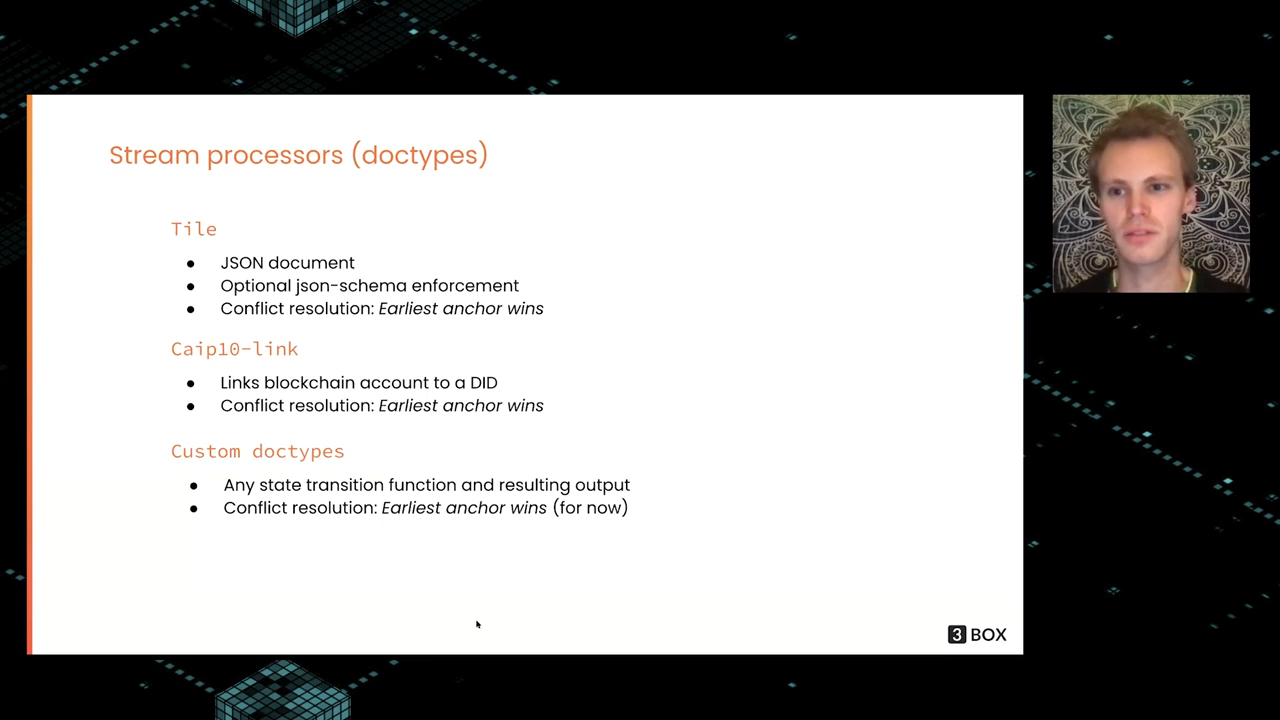 Stream processors (doctypes)
Tile
● JSON document
● Optional json-schema enforcement
● Conflict resolution: Earliest anchor wins
Caip10-link
● Links blockchain account to a DID
● Conflict resolution: Earliest anchor wins
Custom doctypes
● Any state transition function and resulting output
● Conflict resolution: Earliest anchor wins (for now)
3 BOX